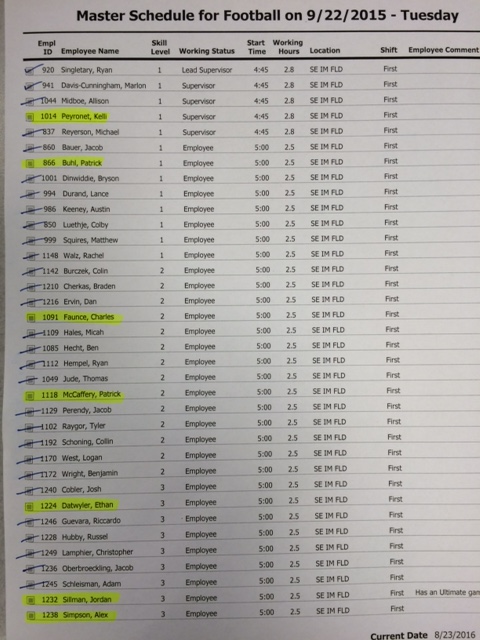 Master Schedule for Football on 9/22/2015 - Tuesday
Empl ID Employee Name Skill Level Working Status Start Time Working Hours Location Shift Employee Comment
920 Singletary, Ryan 1 Lead Supervisor 4:45 2.8 SE IM FLD First
941 Davis-Cunningham, Marlon 1 Supervisor 4:45 2.8 SE IM FLD First
1044 Midboe, Allison 1 Supervisor 4:45 2.8 SE IM FLD First
1014 Peyronet, Kelli 1 Supervisor 4:45 2.8 SE IM FLD First
837 Reyerson, Michael 1 Supervisor 4:45 2.8 SE IM FLD First
860 Bauer, Jacob 1 Employee 5:00 2.5 SE IM FLD First
866 Buhl, Patrick 1 Employee 5:00 2.5 SE IM FLD First
1001 Dinwiddie, Bryson 1 Employee 5:00 2.5 SE IM FLD First
994 Durand, Lance 1 Employee 5:00 2.5 SE IM FLD First
986 Keeney, Austin 1 Employee 5:00 2.5 SE IM FLD First
850 Luethje, Colby 1 Employee 5:00 2.5 SE IM FLD First
999 Squires, Matthew 1 Employee 5:00 2.5 SE IM FLD First
1148 Walz, Rachel 1 Employee 5:00 2.5 SE IM FLD First
1142 Burczek, Colin 2 Employee 5:00 2.5 SE IM FLD First
1210 Cherkas, Braden 2 Employee 5:00 2.5 SE IM FLD First
1216 Ervin, Dan 2 Employee 5:00 2.5 SE IM FLD First
1091 Faunce, Charles 2 Employee 5:00 2.5 SE IM FLD First
1109 Hales, Micah 2 Employee 5:00 2.5 SE IM FLD First
1085 Hecht, Ben 2 Employee 5:00 2.5 SE IM FLD First
1112 Hempel, Ryan 2 Employee 5:00 2.5 SE IM FLD First
1049 Jude, Thomas 2 Employee 5:00 2.5 SE IM FLD First
1118 McCaffery, Patrick 2 Employee 5:00 2.5 SE IM FLD First
1129 Perendy, Jacob 2 Employee 5:00 2.5 SE IM FLD First
1102 Raygor, Tyler 2 Employee 5:00 2.5 SE IM FLD First
1192 Schoning, Collin 2 Employee 5:00 2.5 SE IM FLD First
1170 West, Logan 2 Employee 5:00 2.5 SE IM FLD First
1172 Wright, Benjamin 2 Employee 5:00 2.5 SE IM FLD First
1240 Cobler, Josh 3 Employee 5:00 2.5 SE IM FLD First
1224 Datwyler, Ethan 3 Employee 5:00 2.5 SE IM FLD First
1246 Guevara, Riccardo 3 Employee 5:00 2.5 SE IM FLD First
1228 Hubby, Russel 3 Employee 5:00 2.5 SE IM FLD First
1249 Lamphier, Christopher 3 Employee 5:00 2.5 SE IM FLD First
1236 Oberbroeckling, Jacob 3 Employee 5:00 2.5 SE IM FLD First
1245 Schleisman, Adam 3 Employee 5:00 2.5 SE IM FLD First
1232 Sillman, Jordan 3 Employee 5:00 2.5 SE IM FLD First Has an Ultimate gam
1238 Simpson, Alex 3 Employee 5:00 2.5 SE IM FLD First
Current Date 8/23/2016